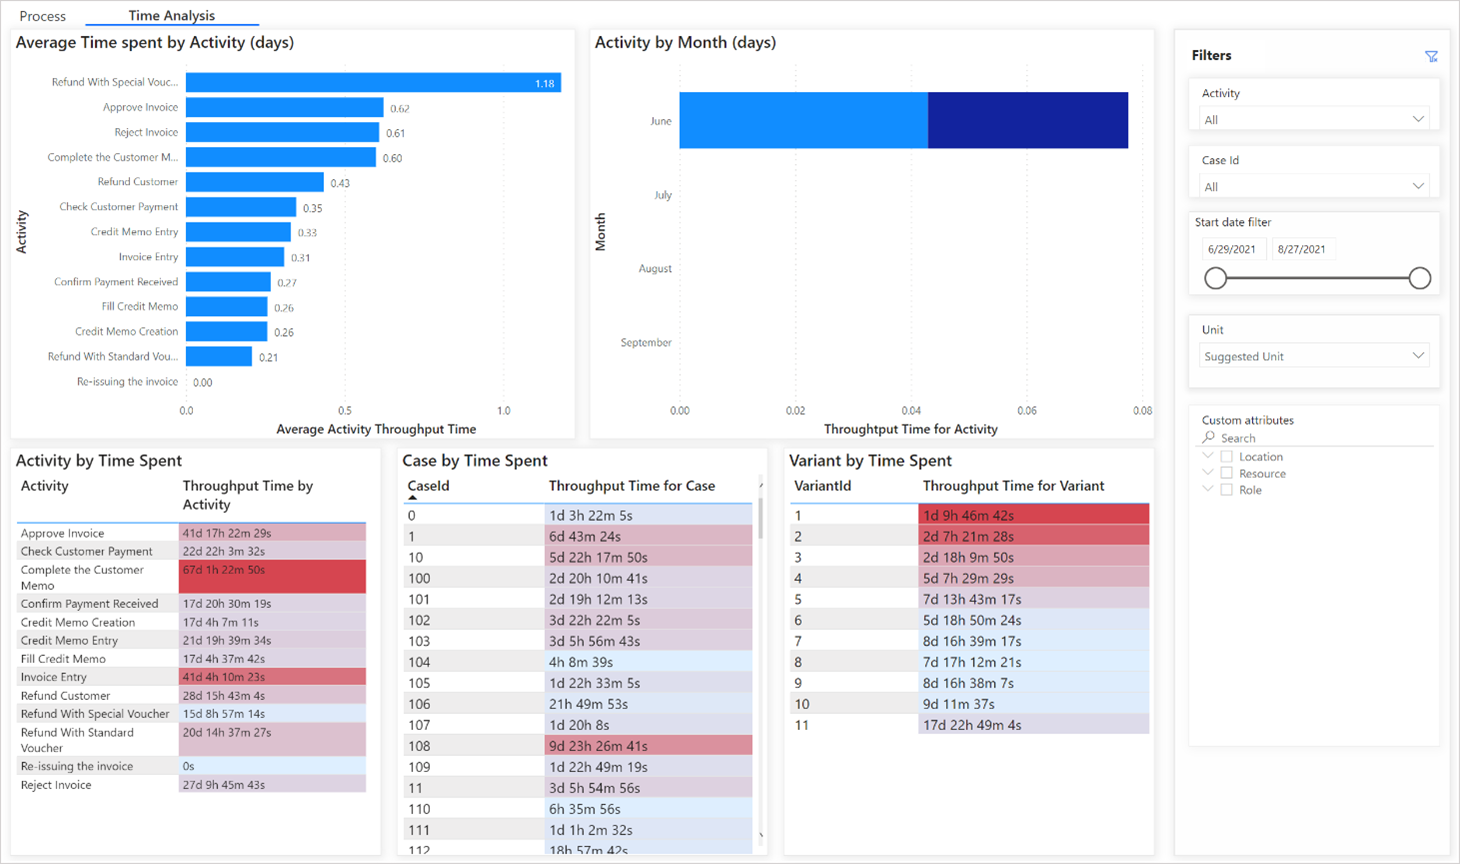 Process
Time Analysis
Average Time spent by Activity (days)
Activity
Refund With Special Vouc... 1.18
Approve Invoice 0.62
Reject Invoice 0.61
Complete the Customer M... 0.60
Refund Customer 0.43
Check Customer Payment 0.35
Credit Memo Entry 0.33
Invoice Entry 0.31
Confirm Payment Received 0.27
Fill Credit Memo 0.26
Credit Memo Creation 0.26
Refund With Standard Vou... 0.21
Re-issuing the invoice 0.00
0.0 0.5 1.0
Average Activity Throughput Time
Activity by Month (days)
Month
June
July
August
September
0.00 0.02 0.04 0.06 0.08
Throughtput Time for Activity
Filters
Activity
All
Case Id
All
Start date filter
6/29/2021 8/27/2021
Unit
Suggested Unit
Custom attributes
Search
Location
Resource
Role
Activity by Time Spent
Activity Throughput Time by
Activity
Approve Invoice 41d 17h 22m 29s
Check Customer Payment 22d 22h 3m 32s
Complete the Customer 67d 1h 22m 50s
Memo
Confirm Payment Received 17d 20h 30m 19s
Credit Memo Creation 17d 4h 7m 11s
Credit Memo Entry 21d 19h 39m 34s
Fill Credit Memo 17d 4h 37m 42s
Invoice Entry 41d 4h 10m 23s
Refund Customer 28d 15h 43m 4s
Refund With Special Voucher 15d 8h 57m 14s
Refund With Standard 20d 14h 37m 27s
Voucher
Re-issuing the invoice 0s
Reject Invoice 27d 9h 45m 43s
Case by Time Spent
CaseId Throughput Time for Case
0 1d 3h 22m 5s
1 6d 43m 24s
10 5d 22h 17m 50s
100 2d 20h 10m 41s
101 2d 19h 12m 13s
102 3d 22h 22m 5s
103 3d 5h 56m 43s
104 4h 8m 39s
105 1d 22h 33m 5s
106 21h 49m 53s
107 1d 20h 8s
108 9d 23h 26m 41s
109 1d 22h 49m 19s
11 3d 5h 54m 56s
110 6h 35m 56s
111 1d 1h 2m 32s
112 18h 57m 42s
Variant by Time Spent
VariantId Throughput Time for Variant
1 1d 9h 46m 42s
2 2d 7h 21m 28s
3 2d 18h 9m 50s
4 5d 7h 29m 29s
5 7d 13h 43m 17s
6 5d 18h 50m 24s
7 8d 16h 39m 17s
8 7d 17h 12m 21s
9 8d 16h 38m 7s
10 9d 11m 37s
11 17d 22h 49m 4s